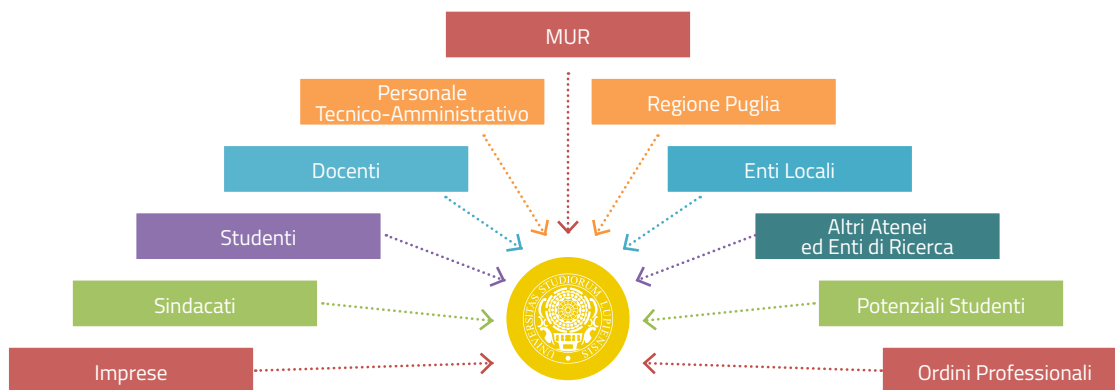 MUR
Personale
Tecnico-Amministrativo
Regione Puglia
Docenti
Enti Locali
Studenti
Altri Atenei
ed Enti di Ricerca
Sindacati
Potenziali Studenti
Imprese
Ordini Professionali
UNIVERSITAS STUDIORUM LUPIENSIS